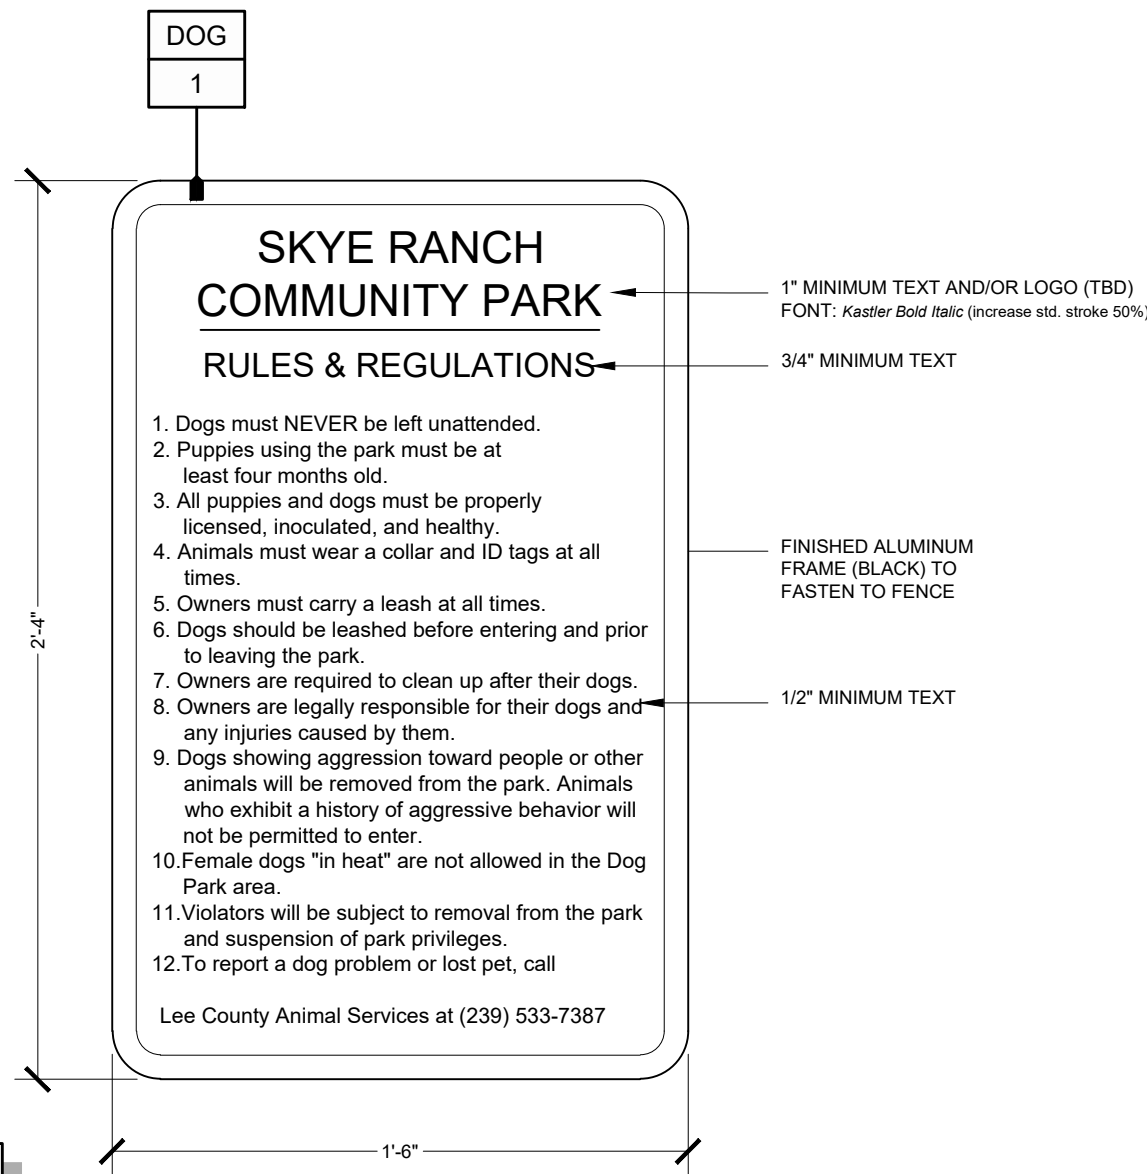 DOG
1
SKYE RANCH
COMMUNITY PARK
RULES & REGULATIONS
1. Dogs must NEVER be left unattended.
2. Puppies using the park must be at
least four months old.
3. All puppies and dogs must be properly
licensed, inoculated, and healthy.
4. Animals must wear a collar and ID tags at all
times.
5. Owners must carry a leash at all times.
6. Dogs should be leashed before entering and prior
to leaving the park.
7. Owners are required to clean up after their dogs.
8. Owners are legally responsible for their dogs and
any injuries caused by them.
9. Dogs showing aggression toward people or other
animals will be removed from the park. Animals
who exhibit a history of aggressive behavior will
not be permitted to enter.
10.Female dogs "in heat" are not allowed in the Dog
Park area.
11.Violators will be subject to removal from the park
and suspension of park privileges.
12.To report a dog problem or lost pet, call
Lee County Animal Services at (239) 533-7387
1" MINIMUM TEXT AND/OR LOGO (TBD)
FONT: Kastler Bold Italic (increase std. stroke 50%)
3/4" MINIMUM TEXT
FINISHED ALUMINUM
FRAME (BLACK) TO
FASTEN TO FENCE
1/2" MINIMUM TEXT
2'-4"
1'-6"